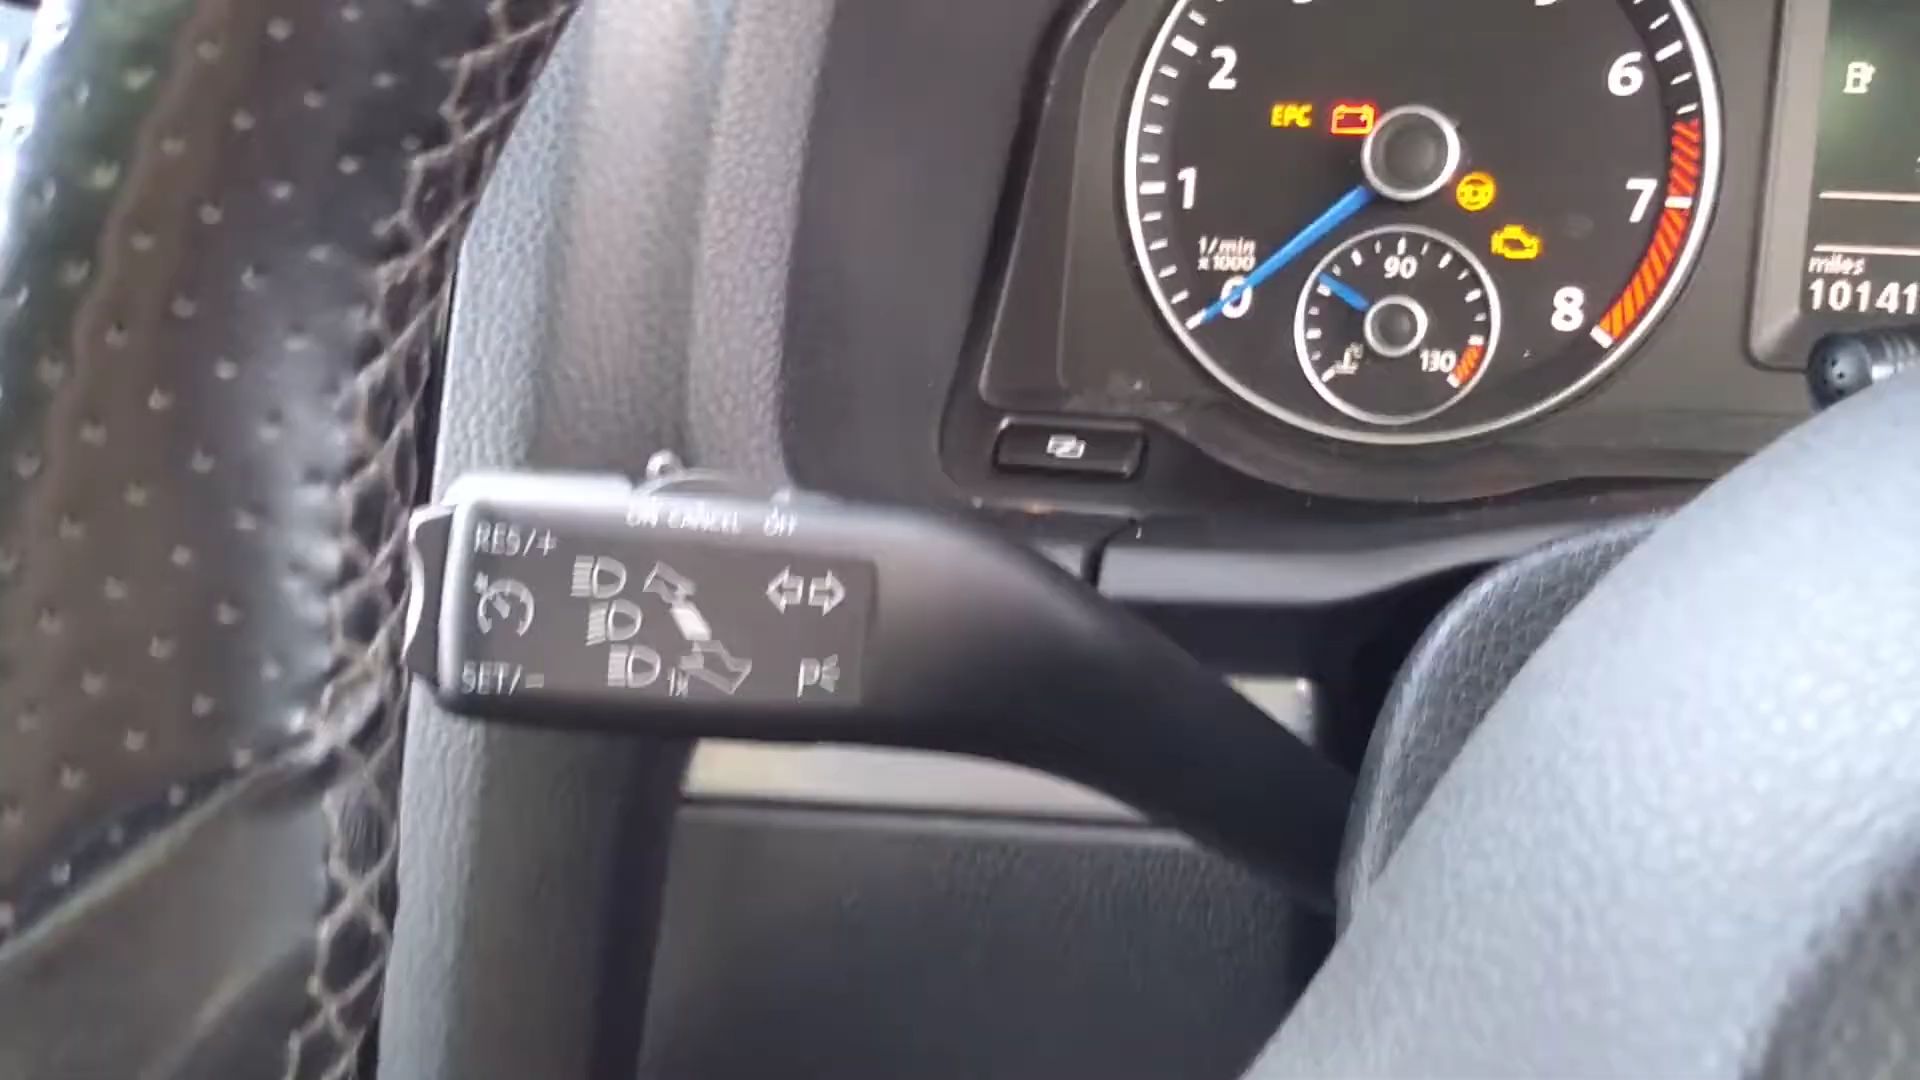 2
6
EPC
1
7
1/min
x1000
0
90
8
130
miles
10141
ON CANCEL OFF
RES/+
SET/-
1x
P